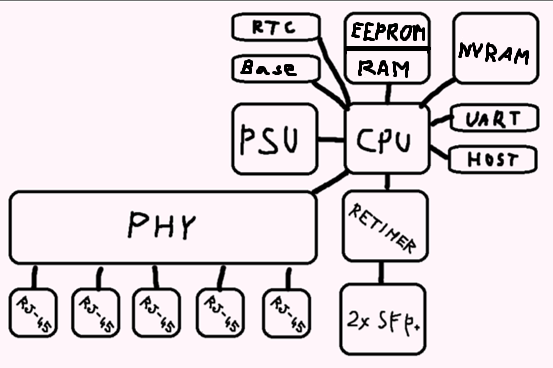 RTC
EEPROM
NVRAM
Base
RAM
PSU
CPU
UART
HOST
PHY
RETIMER
RJ-45
RJ-45
RJ-45
RJ-45
RJ-45
2x SFP+